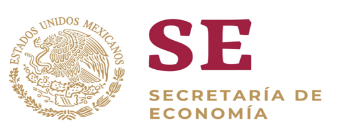 ESTADOS UNIDOS MEXICANOS
SE
SECRETARÍA DE
ECONOMÍA